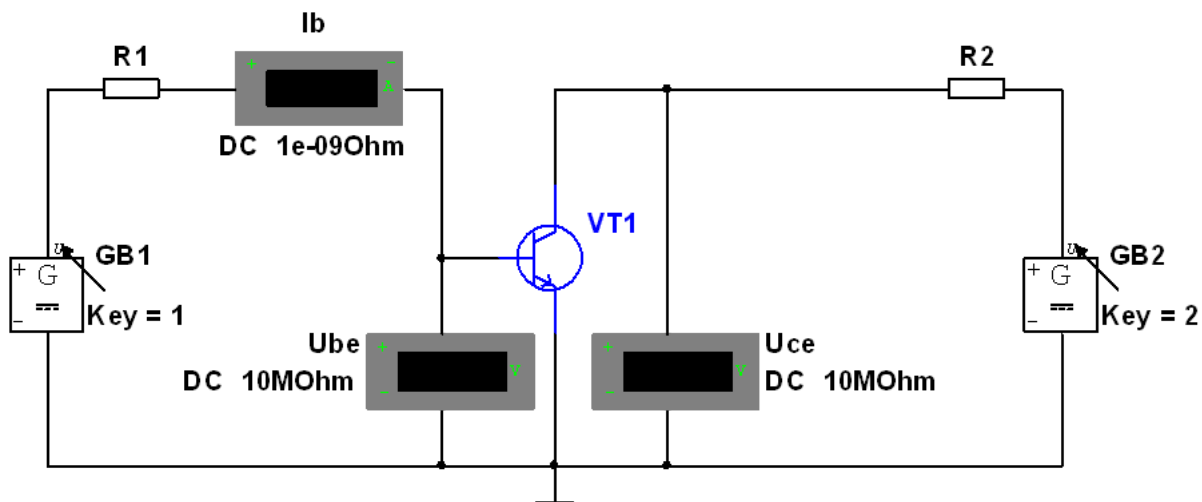 Ib
R1
+ - A
DC 1e-09Ohm
R2
VT1
u
GB1
+ G
-
Key = 1
u
GB2
+ G
-
Key = 2
Ube
+ V
-
DC 10MOhm
Uce
+ V
-
DC 10MOhm